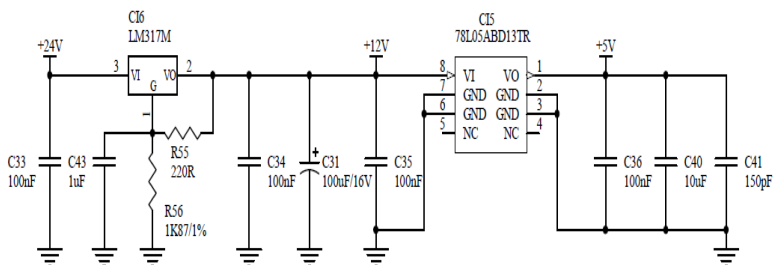 CI6
LM317M
+24V
3
VI
VO
2
G
1
R55
220R
R56
1K87/1%
C33
100nF
C43
1uF
C34
100nF
C31
100uF/16V
+
+12V
C35
100nF
CI5
78L05ABD13TR
8
VI
VO
1
7
GND
GND
2
6
GND
GND
3
5
NC
NC
4
+5V
C36
100nF
C40
10uF
C41
150pF